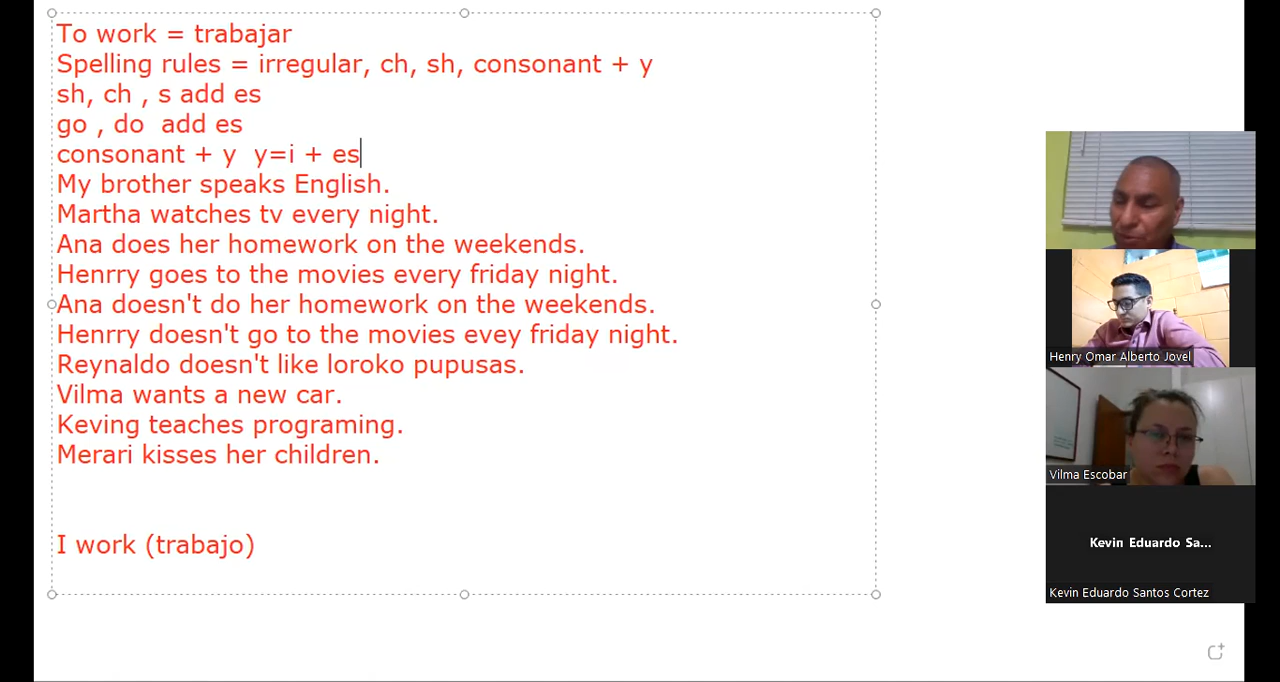 To work = trabajar
Spelling rules = irregular, ch, sh, consonant + y
sh, ch , s add es
go , do  add es
consonant + y  y=i + es
My brother speaks English.
Martha watches tv every night.
Ana does her homework on the weekends.
Henrry goes to the movies every friday night.
Ana doesn't do her homework on the weekends.
Henrry doesn't go to the movies evey friday night.
Reynaldo doesn't like loroko pupusas.
Vilma wants a new car.
Keving teaches programing.
Merari kisses her children.
I work (trabajo)
Henry Omar Alberto Jovel
Vilma Escobar
Kevin Eduardo Sa...
Kevin Eduardo Santos Cortez